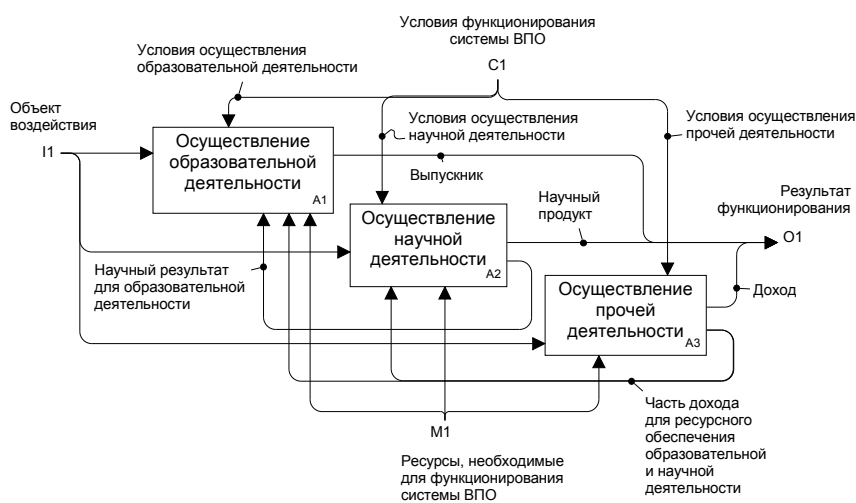 Условия функционирования
системы ВПО
C1
Условия осуществления
образовательной деятельности
Объект
воздействия
I1
Условия осуществления
научной деятельности
Условия осуществления
прочей деятельности
Осуществление
образовательной
деятельности
A1
Выпускник
Научный
продукт
Результат
функционирования
O1
Осуществление
научной
деятельности
A2
Научный результат
для образовательной
деятельности
Осуществление
прочей
деятельности
A3
Доход
Часть дохода
для ресурсного
обеспечения
образовательной
и научной
деятельности
M1
Ресурсы, необходимые
для функционирования
системы ВПО